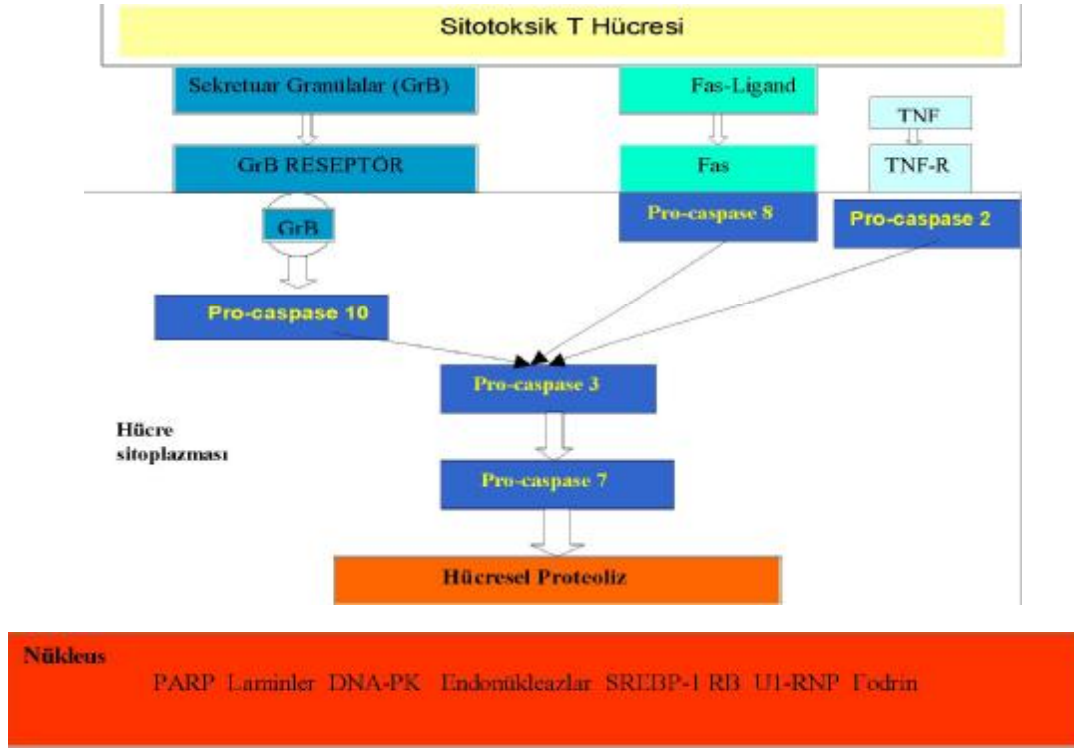 Sitotoksik T Hücresi
Sekretuar Granülalar (GrB)
Fas-Ligand
TNF
GrB RESEPTÖR
Fas
TNF-R
GrB
Pro-caspase 8
Pro-caspase 2
Pro-caspase 10
Pro-caspase 3
Hücre
sitoplazması
Pro-caspase 7
Hücresel Proteoliz
Nükleus
PARP Laminler DNA-PK Endonükleazlar SREBP-1 RB U1-RNP Fodrin